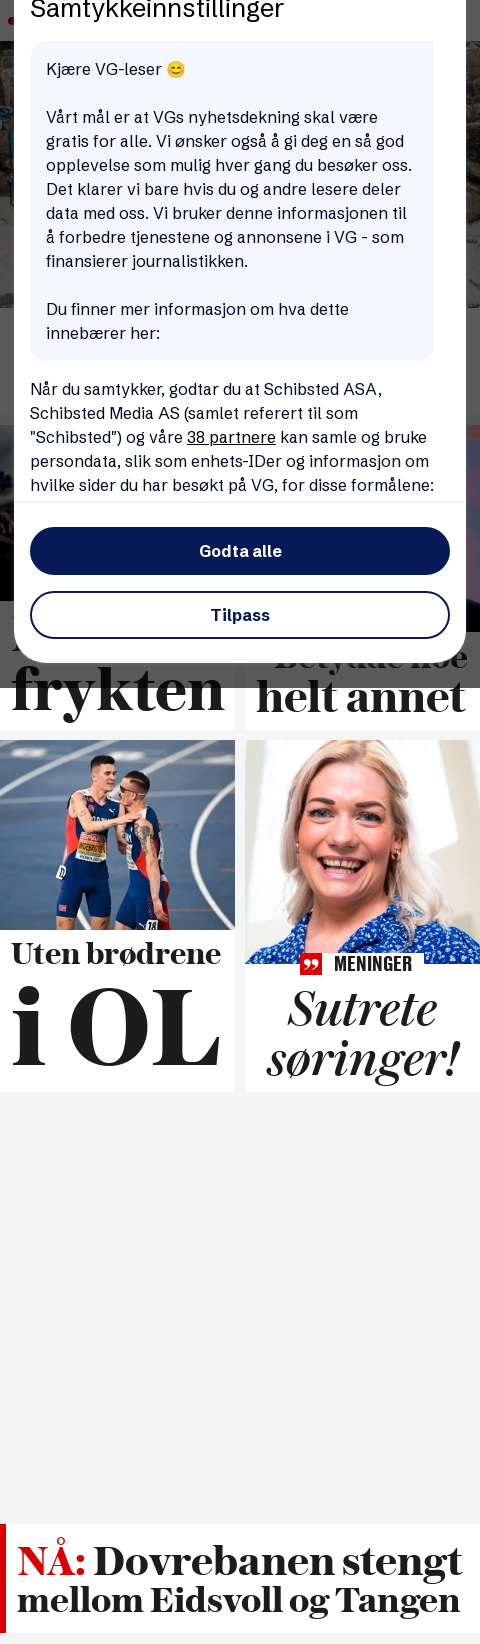 Samtykkeinnstillinger
Kjære VG-leser 😊
Vårt mål er at VGs nyhetsdekning skal være
gratis for alle. Vi ønsker også å gi deg en så god
opplevelse som mulig hver gang du besøker oss.
Det klarer vi bare hvis du og andre lesere deler
data med oss. Vi bruker denne informasjonen til
å forbedre tjenestene og annonsene i VG - som
finansierer journalistikken.
Du finner mer informasjon om hva dette
innebærer her:
Når du samtykker, godtar du at Schibsted ASA,
Schibsted Media AS (samlet referert til som
"Schibsted") og våre 38 partnere kan samle og bruke
persondata, slik som enhets-IDer og informasjon om
hvilke sider du har besøkt på VG, for disse formålene:
Godta alle
Tilpass
frykten
Betydde noe
helt annet
Uten brødrene
i OL
MENINGER
Sutrete
søringer!
NÅ: Dovrebanen stengt
mellom Eidsvoll og Tangen